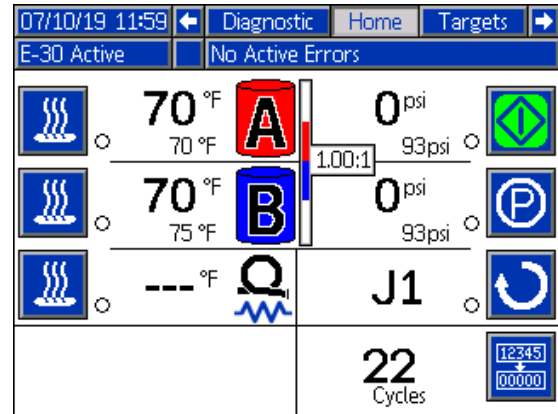 07/10/19 11:59 Diagnostic Home Targets
E-30 Active No Active Errors
70 °F A 0 psi
70 °F 93psi
1.00:1
70 °F B 0 psi
75 °F 93psi
P
--- °F J1
22
Cycles
12345
00000